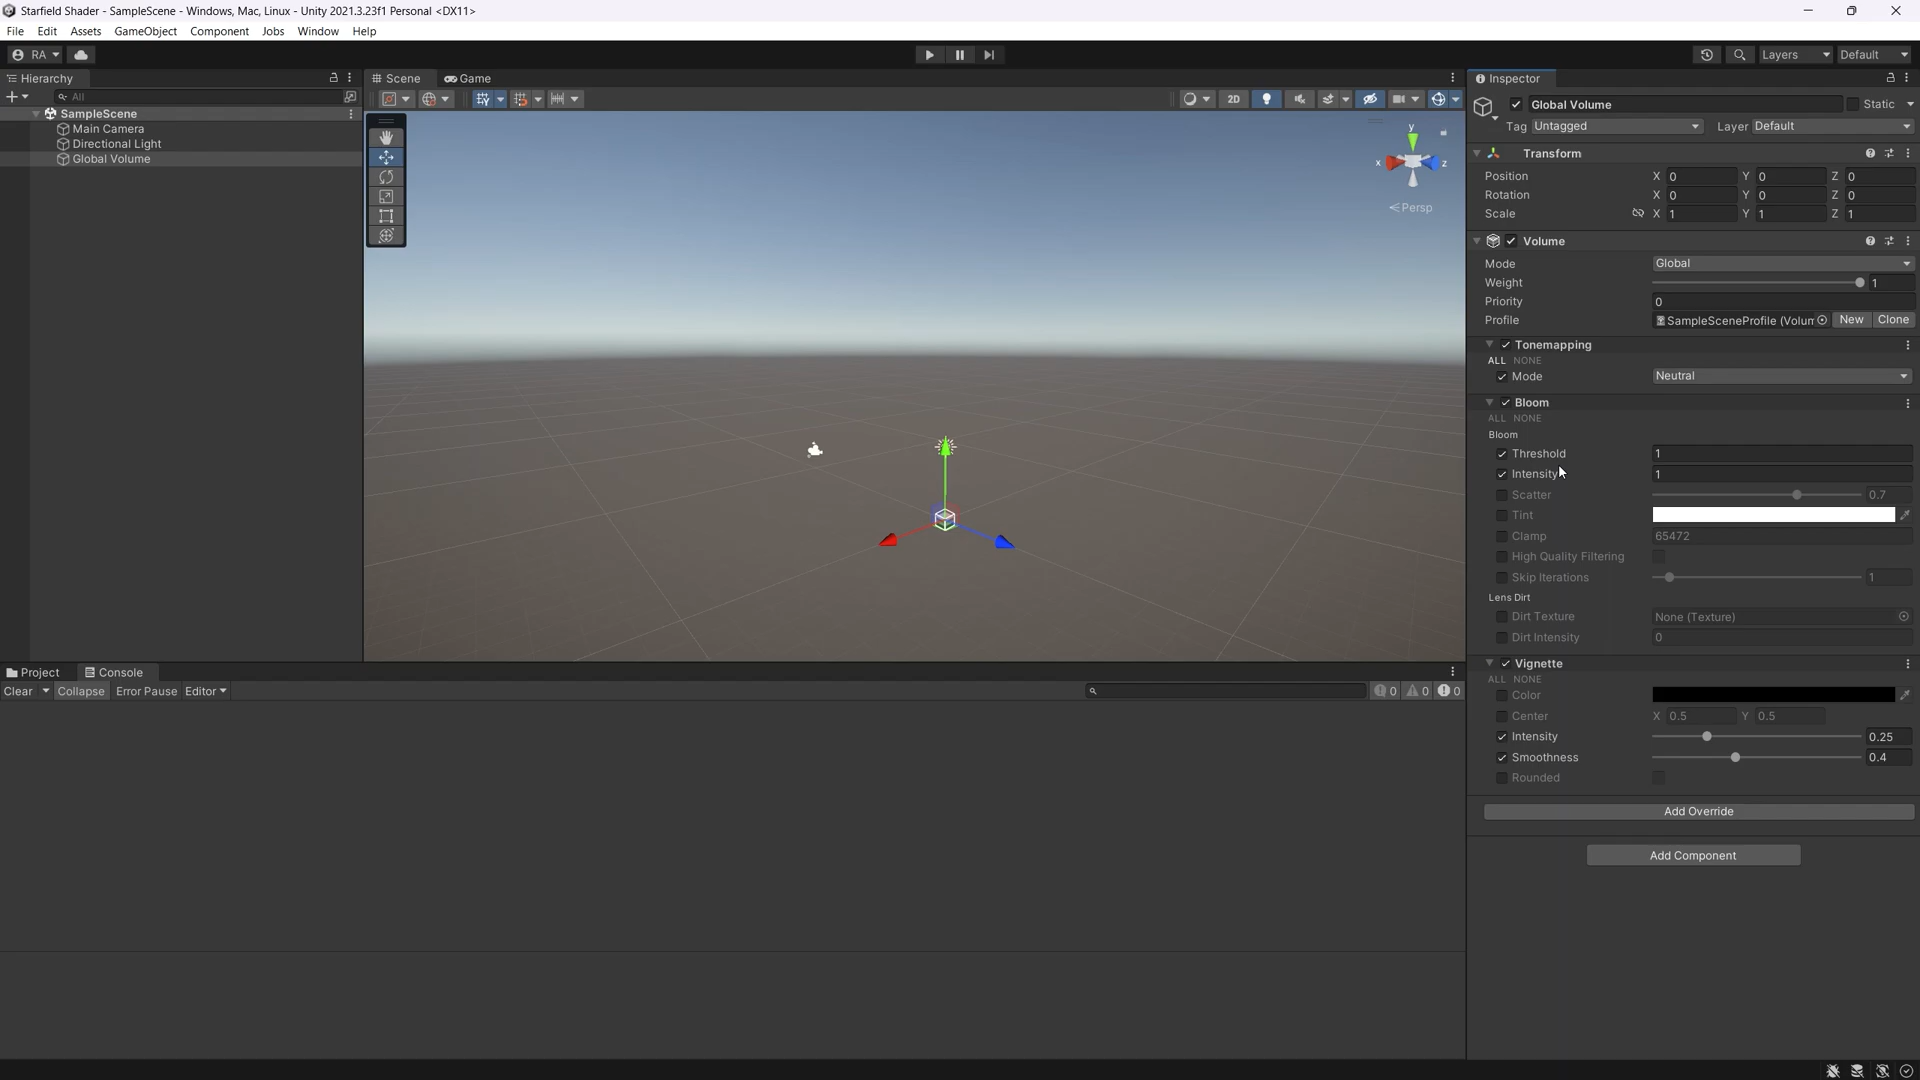 Starfield Shader - SampleScene - Windows, Mac, Linux - Unity 2021.3.23f1 Personal <DX11>
File Edit Assets GameObject Component Jobs Window Help
RA
Layers Default
Hierarchy
All
SampleScene
Main Camera
Directional Light
Global Volume
Scene Game
2D
y
x z
Persp
Inspector
Global Volume Static
Tag Untagged Layer Default
Transform
Position X 0 Y 0 Z 0
Rotation X 0 Y 0 Z 0
Scale X 1 Y 1 Z 1
Volume
Mode Global
Weight 1
Priority 0
Profile SampleSceneProfile (Volum New Clone
Tonemapping
ALL NONE
Mode Neutral
Bloom
ALL NONE
Bloom
Threshold 1
Intensity 1
Scatter 0.7
Tint
Clamp 65472
High Quality Filtering
Skip Iterations 1
Lens Dirt
Dirt Texture None (Texture)
Dirt Intensity 0
Vignette
ALL NONE
Color
Center X 0.5 Y 0.5
Intensity 0.25
Smoothness 0.4
Rounded
Add Override
Add Component
Project Console
Clear Collapse Error Pause Editor
0 0 0